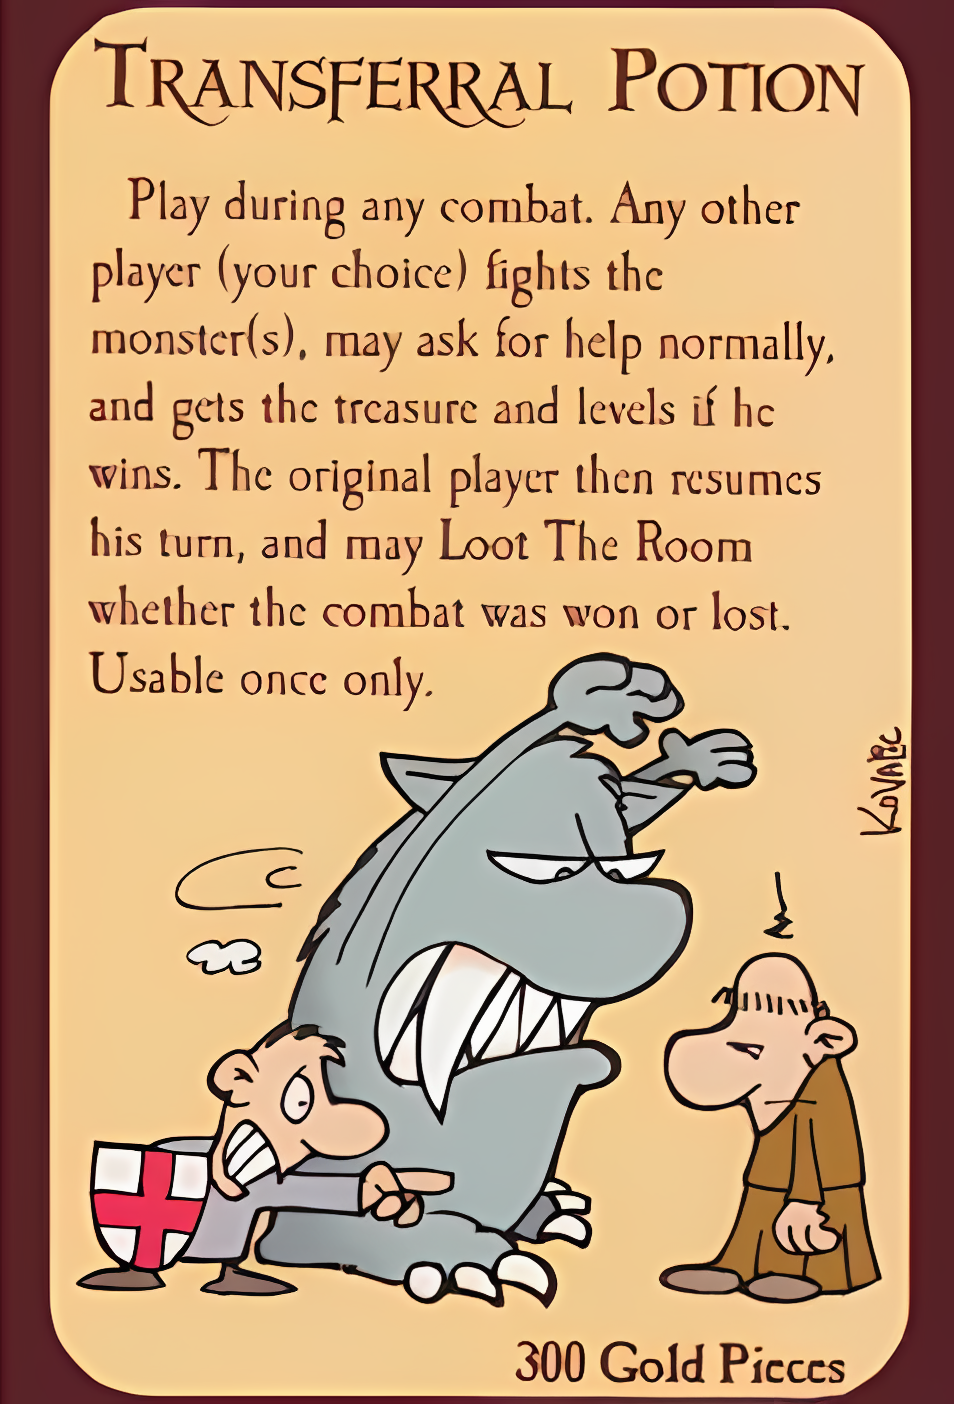 Transferral Potion
Play during any combat. Any other
player (your choice) fights the
monster(s), may ask for help normally,
and gets the treasure and levels if he
wins. The original player then resumes
his turn, and may Loot The Room
whether the combat was won or lost.
Usable once only.
Kovalic
300 Gold Pieces